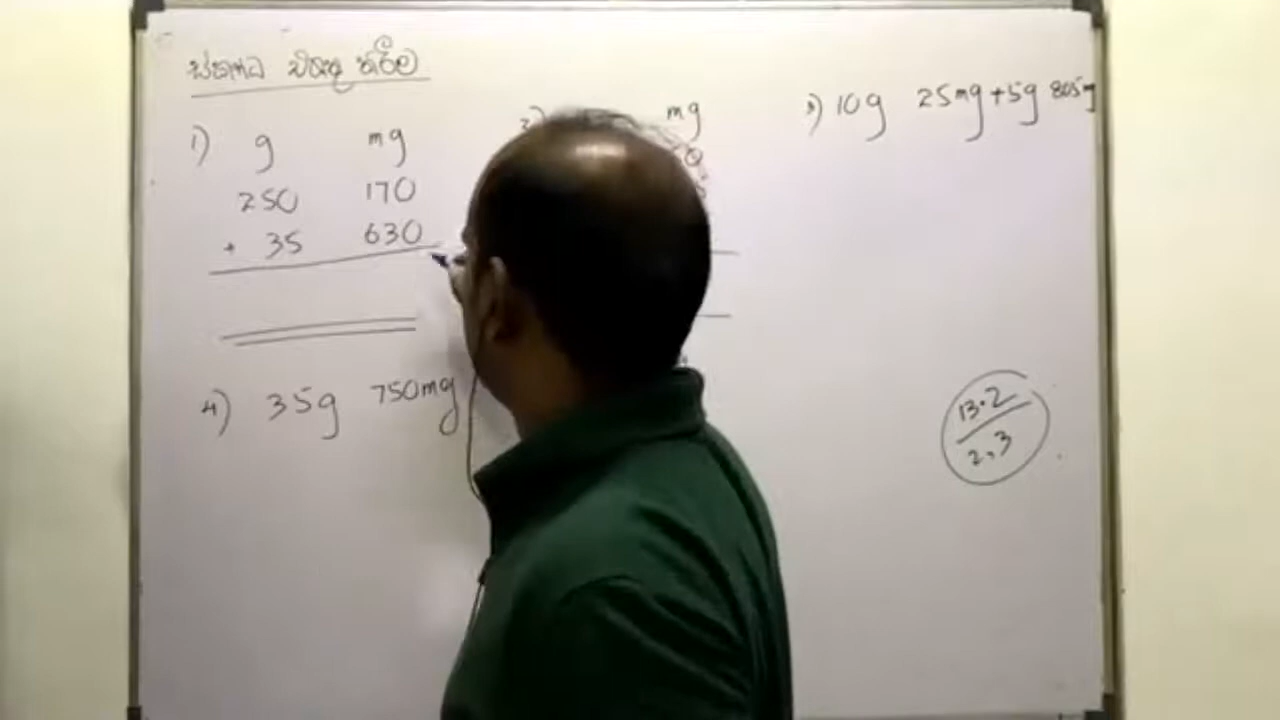 ස්කන්ධ එකතු කිරීම
1) g mg
250 170
+ 35 630
2) mg
3) 10g 25mg+5g 805mg
4) 35g 750mg
13.2
2,3